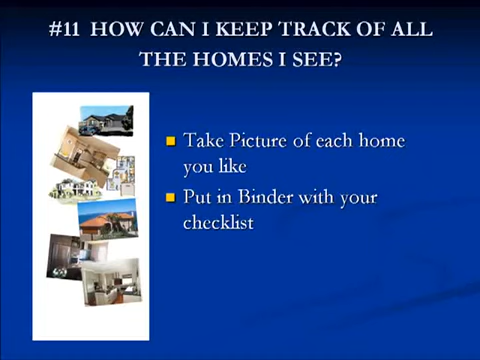 #11 HOW CAN I KEEP TRACK OF ALL
THE HOMES I SEE?
Take Picture of each home
you like
Put in Binder with your
checklist